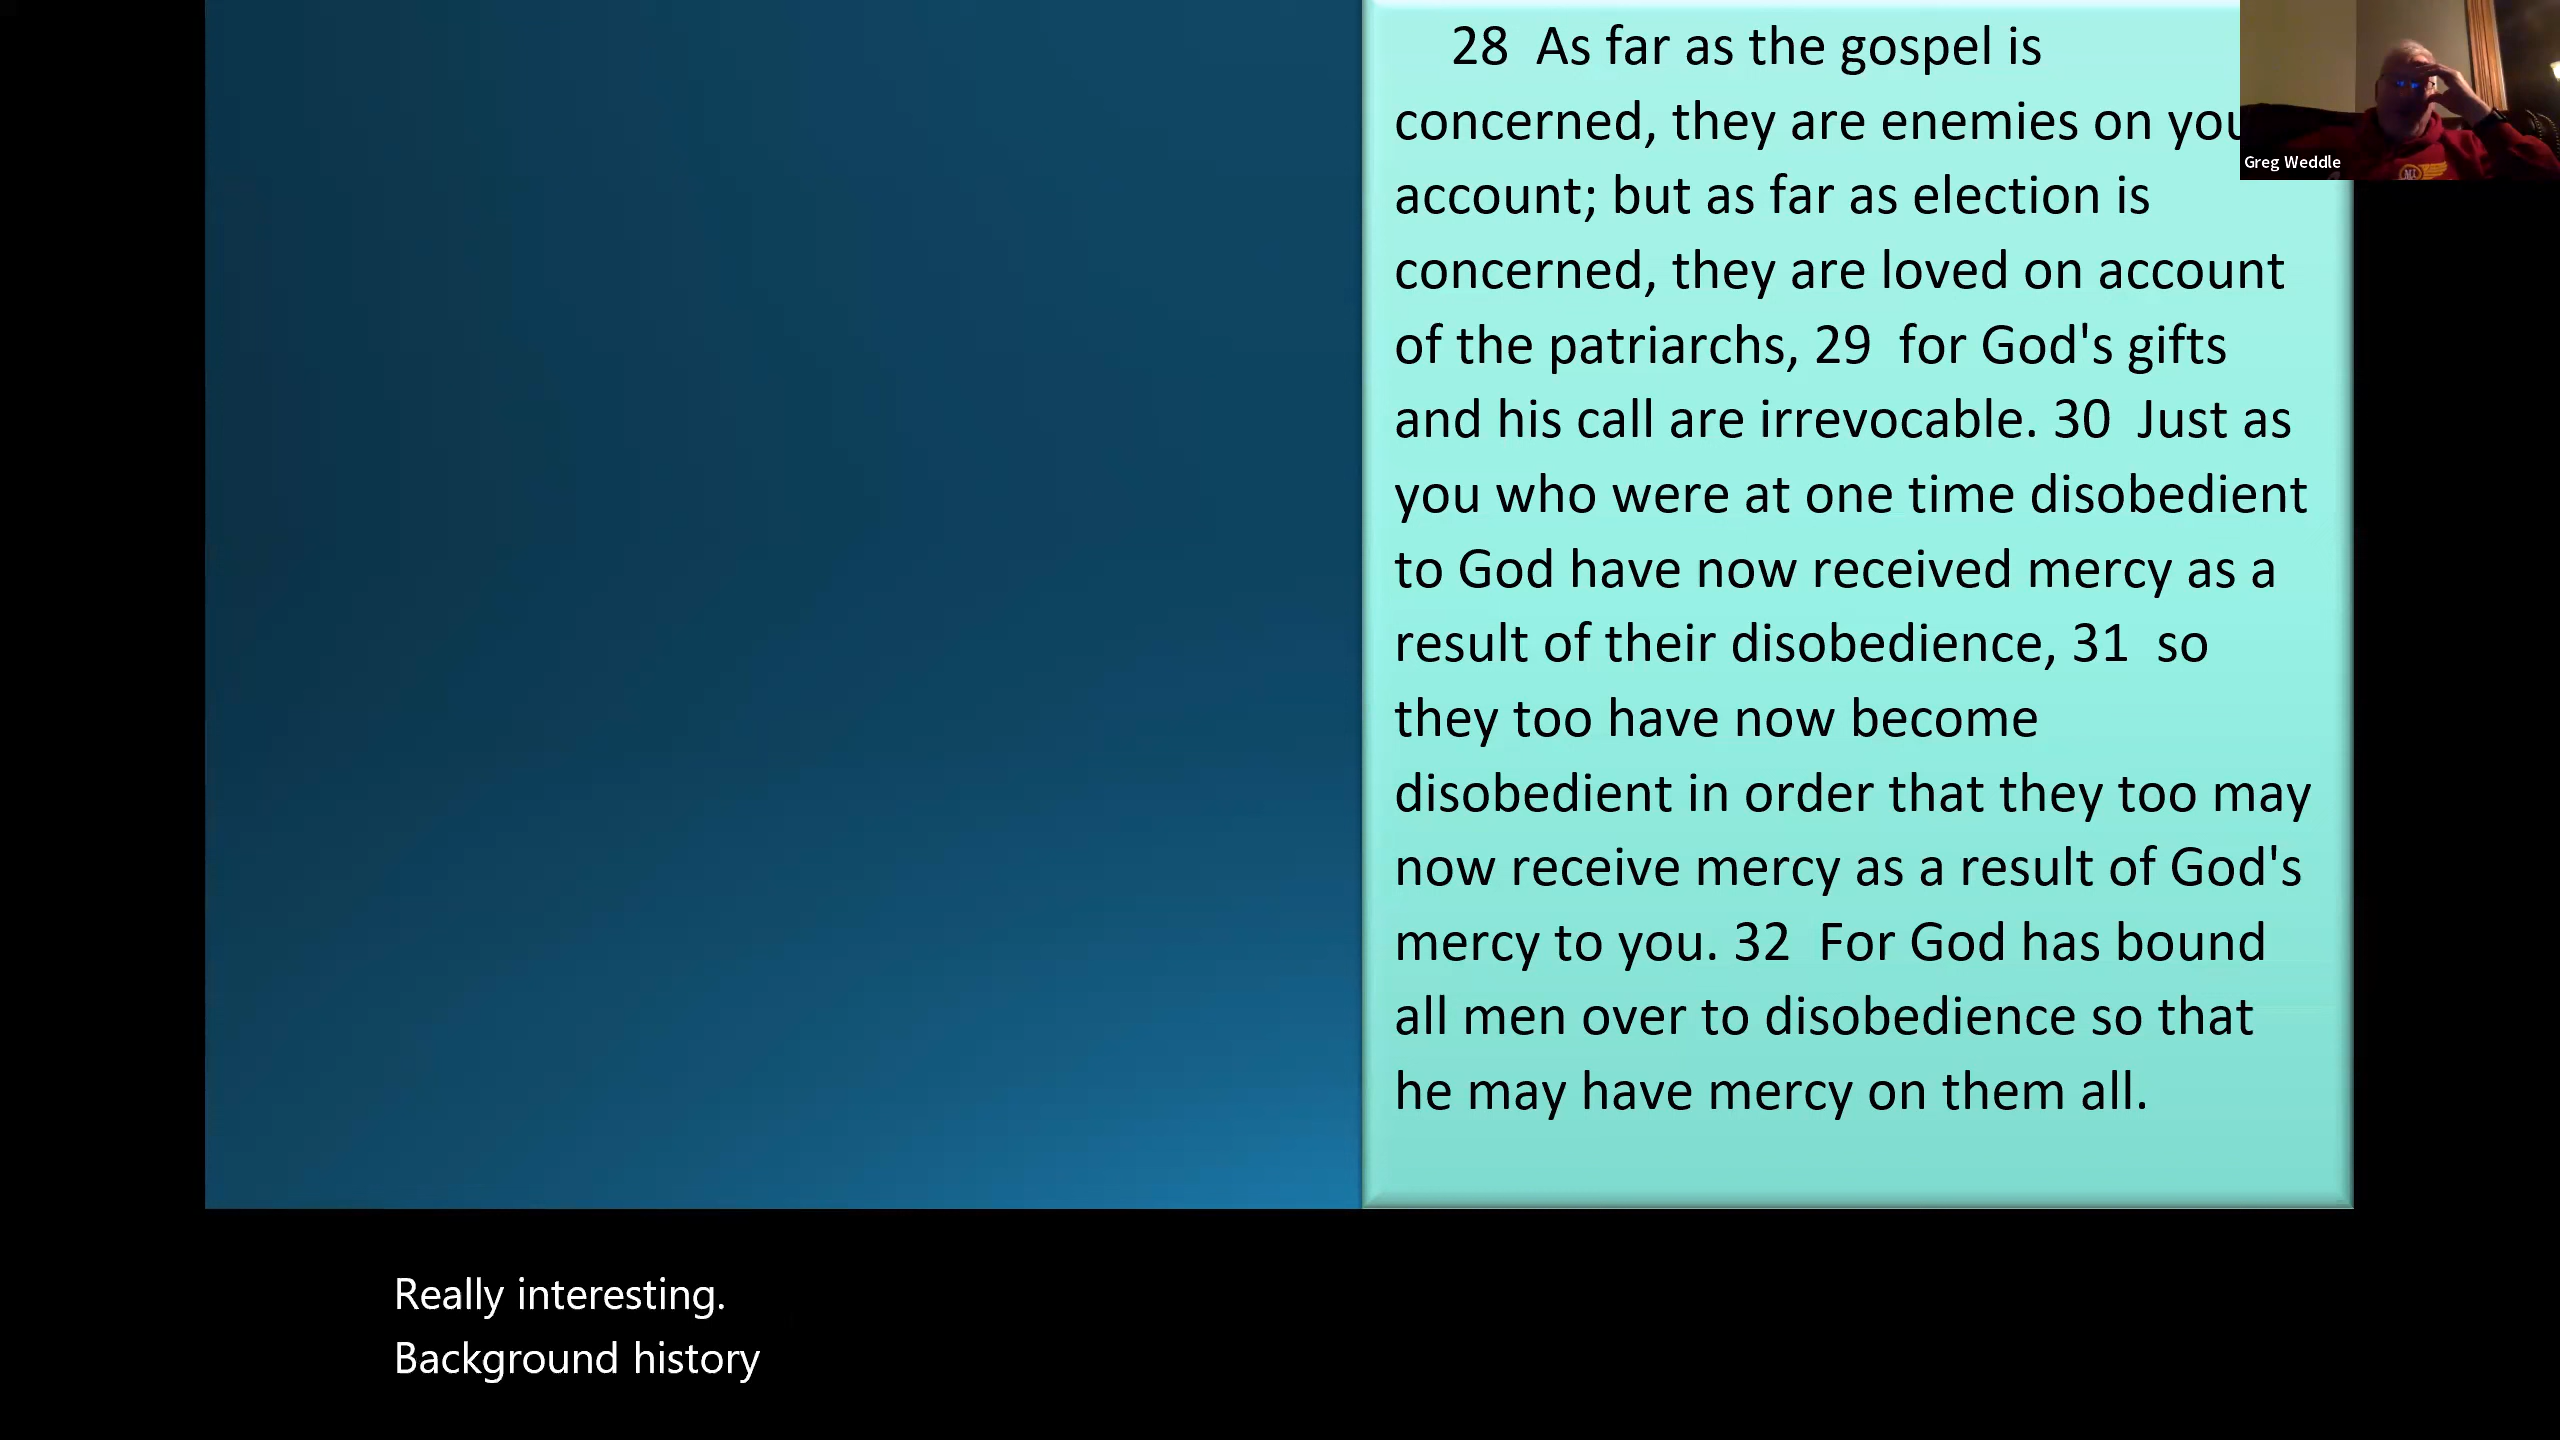 28 As far as the gospel is
concerned, they are enemies on you
account; but as far as election is
concerned, they are loved on account
of the patriarchs, 29 for God's gifts
and his call are irrevocable. 30 Just as
you who were at one time disobedient
to God have now received mercy as a
result of their disobedience, 31 so
they too have now become
disobedient in order that they too may
now receive mercy as a result of God's
mercy to you. 32 For God has bound
all men over to disobedience so that
he may have mercy on them all.
Greg Weddle
Really interesting.
Background history